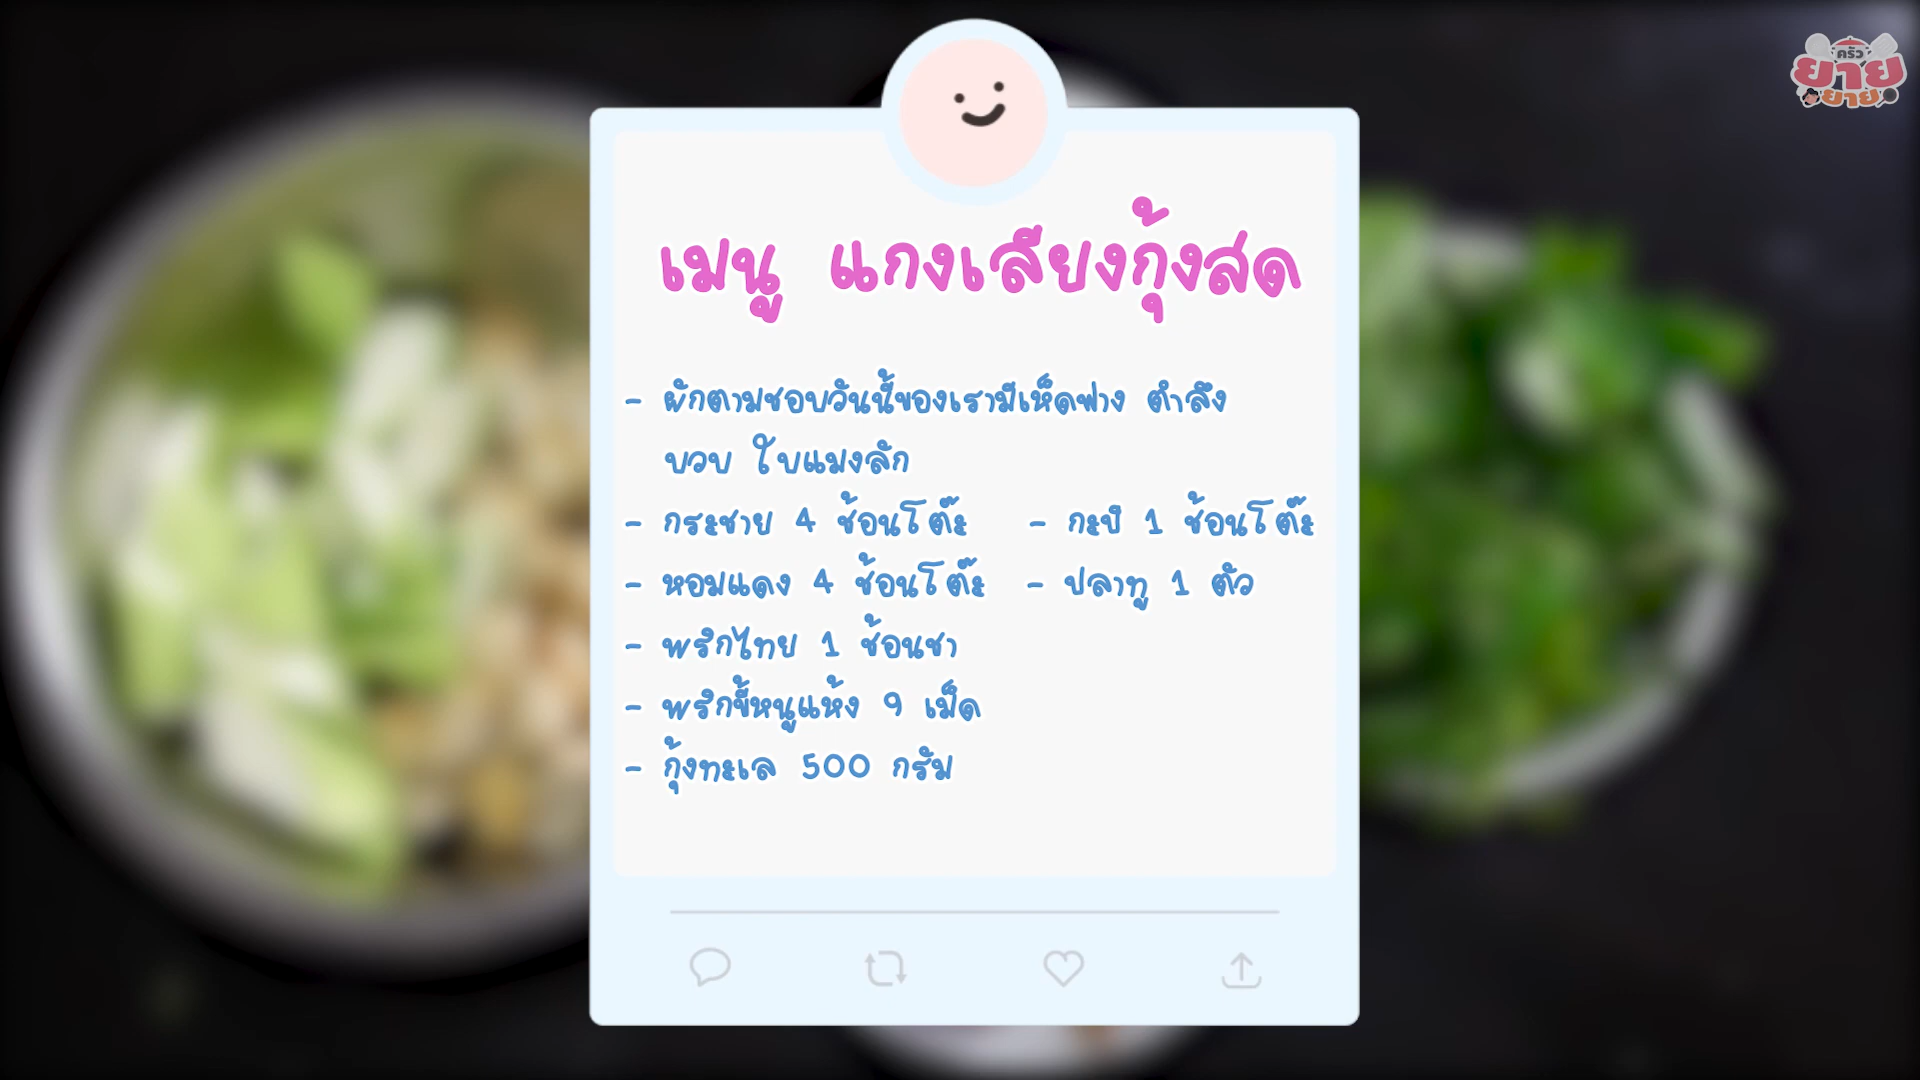 ครัว
ยาย
ยาย
เมนู แกงเลียงกุ้งสด
- ผักตามชอบวันนี้ของเรามีเห็ดฟาง ตำลึง
บวบ ใบแมงลัก
- กระชาย 4 ช้อนโต๊ะ - กะปิ 1 ช้อนโต๊ะ
- หอมแดง 4 ช้อนโต๊ะ - ปลาทู 1 ตัว
- พริกไทย 1 ช้อนชา
- พริกขี้หนูแห้ง 9 เม็ด
- กุ้งทะเล 500 กรัม